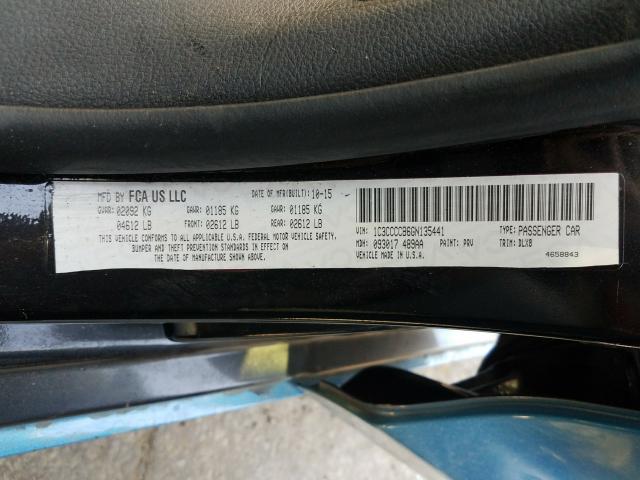 MFD BY FCA US LLC DATE OF MFR(BUILT): 10-15
GVWR: 02092 KG GAWR: 01185 KG GAWR: 01185 KG
04612 LB FRONT: 02612 LB REAR: 02612 LB
THIS VEHICLE CONFORMS TO ALL APPLICABLE U.S.A. FEDERAL MOTOR VEHICLE SAFETY,
BUMPER AND THEFT PREVENTION STANDARDS IN EFFECT ON
THE DATE OF MANUFACTURE SHOWN ABOVE.
VIN: 1C3CCCCB6GN135441 TYPE: PASSENGER CAR
MDH: 093017 489AA PAINT: PRV TRIM: DLX8
VEHICLE MADE IN U.S.A. 4658843